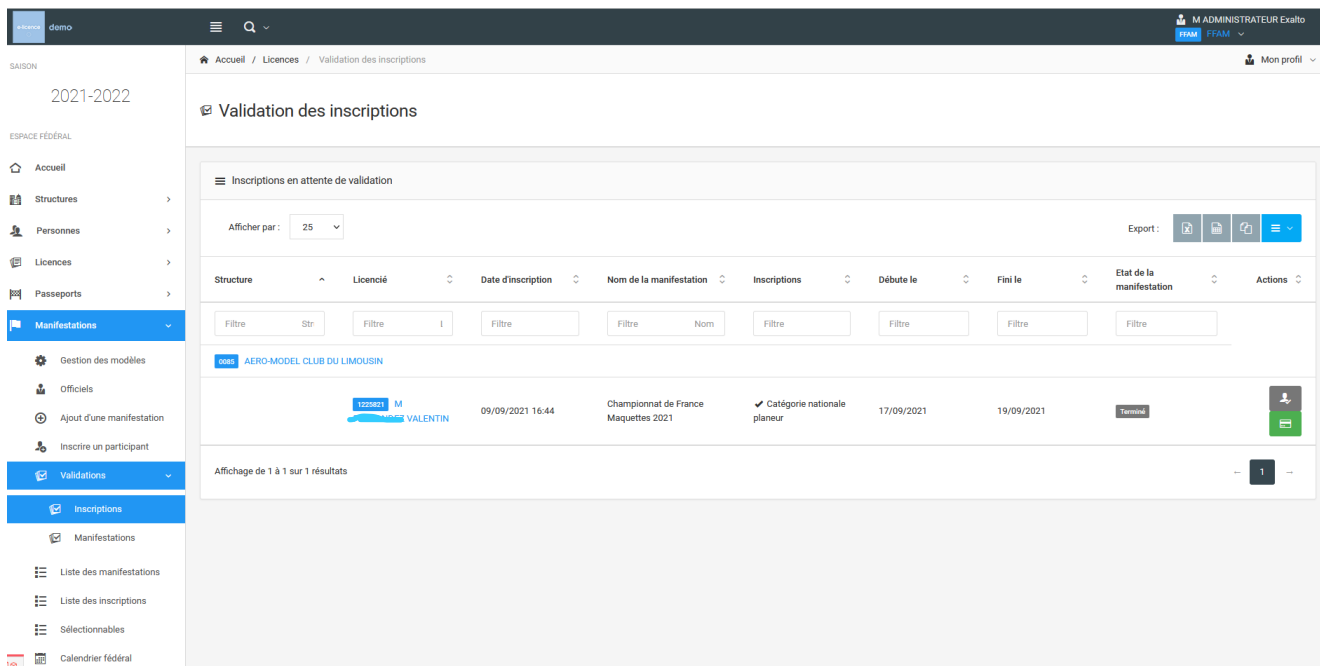 e-licence demo
M ADMINISTRATEUR Exalto
FFAM FFAM
SAISON
2021-2022
ESPACE FÉDÉRAL
Accueil
Structures
Personnes
Licences
Passeports
Manifestations
Gestion des modèles
Officiels
Ajout d'une manifestation
Inscrire un participant
Validations
Inscriptions
Manifestations
Liste des manifestations
Liste des inscriptions
Sélectionnables
Calendrier fédéral
Accueil / Licences / Validation des inscriptions
Mon profil
Validation des inscriptions
Inscriptions en attente de validation
Afficher par : 25
Export :
Structure Licencié Date d'inscription Nom de la manifestation Inscriptions Débute le Fini le Etat de la manifestation Actions
Filtre Str Filtre Filtre Filtre Nom Filtre Filtre Filtre Filtre
0085 AERO-MODEL CLUB DU LIMOUSIN
1225821 M
VALENTIN
09/09/2021 16:44
Championnat de France
Maquettes 2021
Catégorie nationale
planeur
17/09/2021
19/09/2021
Terminé
Affichage de 1 à 1 sur 1 résultats
← 1 →